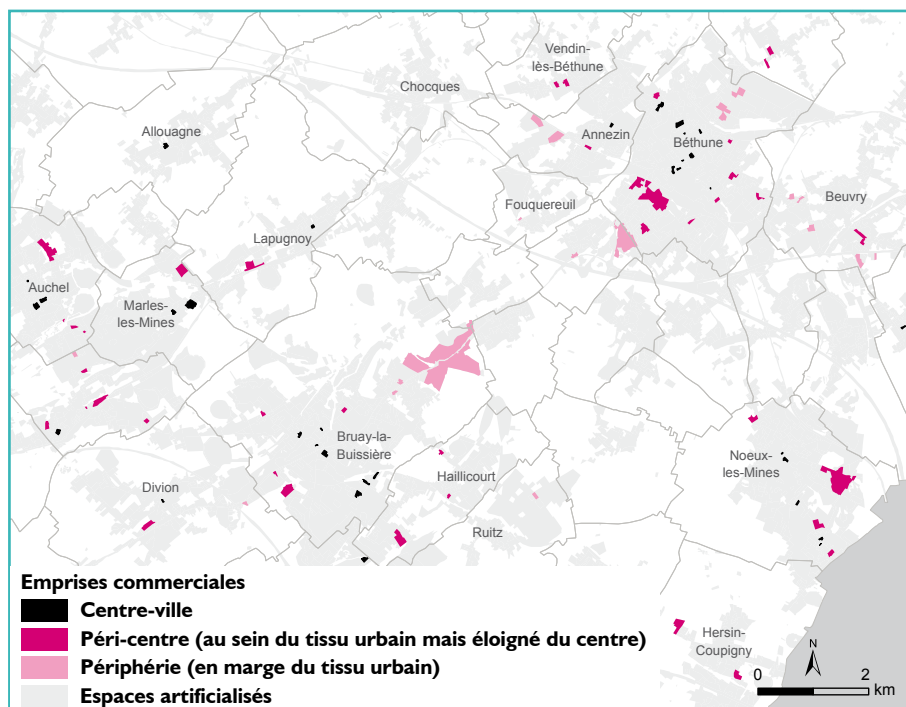 Vendin-
lès-Béthune
Chocques
Allouagne
Annezin
Béthune
Fouquereuil
Beuvry
Lapugnoy
Auchel
Marles-
les-Mines
Bruay-la-
Buissière
Noeux-
les-Mines
Haillicourt
Divion
Ruitz
Emprises commerciales
Centre-ville
Péri-centre (au sein du tissu urbain mais éloigné du centre)
Périphérie (en marge du tissu urbain)
Espaces artificialisés
Hersin-
Coupigny
N
0 2
km